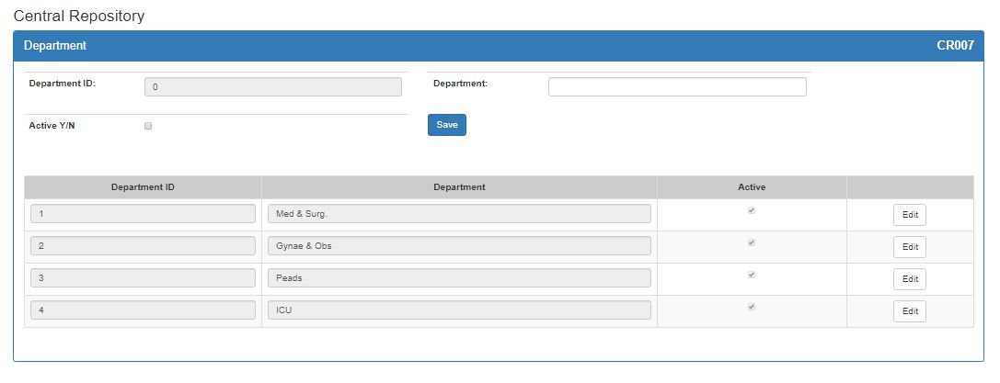 Central Repository
Department CR007
Department ID: 0 Department:
Active Y/N Save
Department ID Department Active
1 Med & Surg. Edit
2 Gynae & Obs Edit
3 Peads Edit
4 ICU Edit